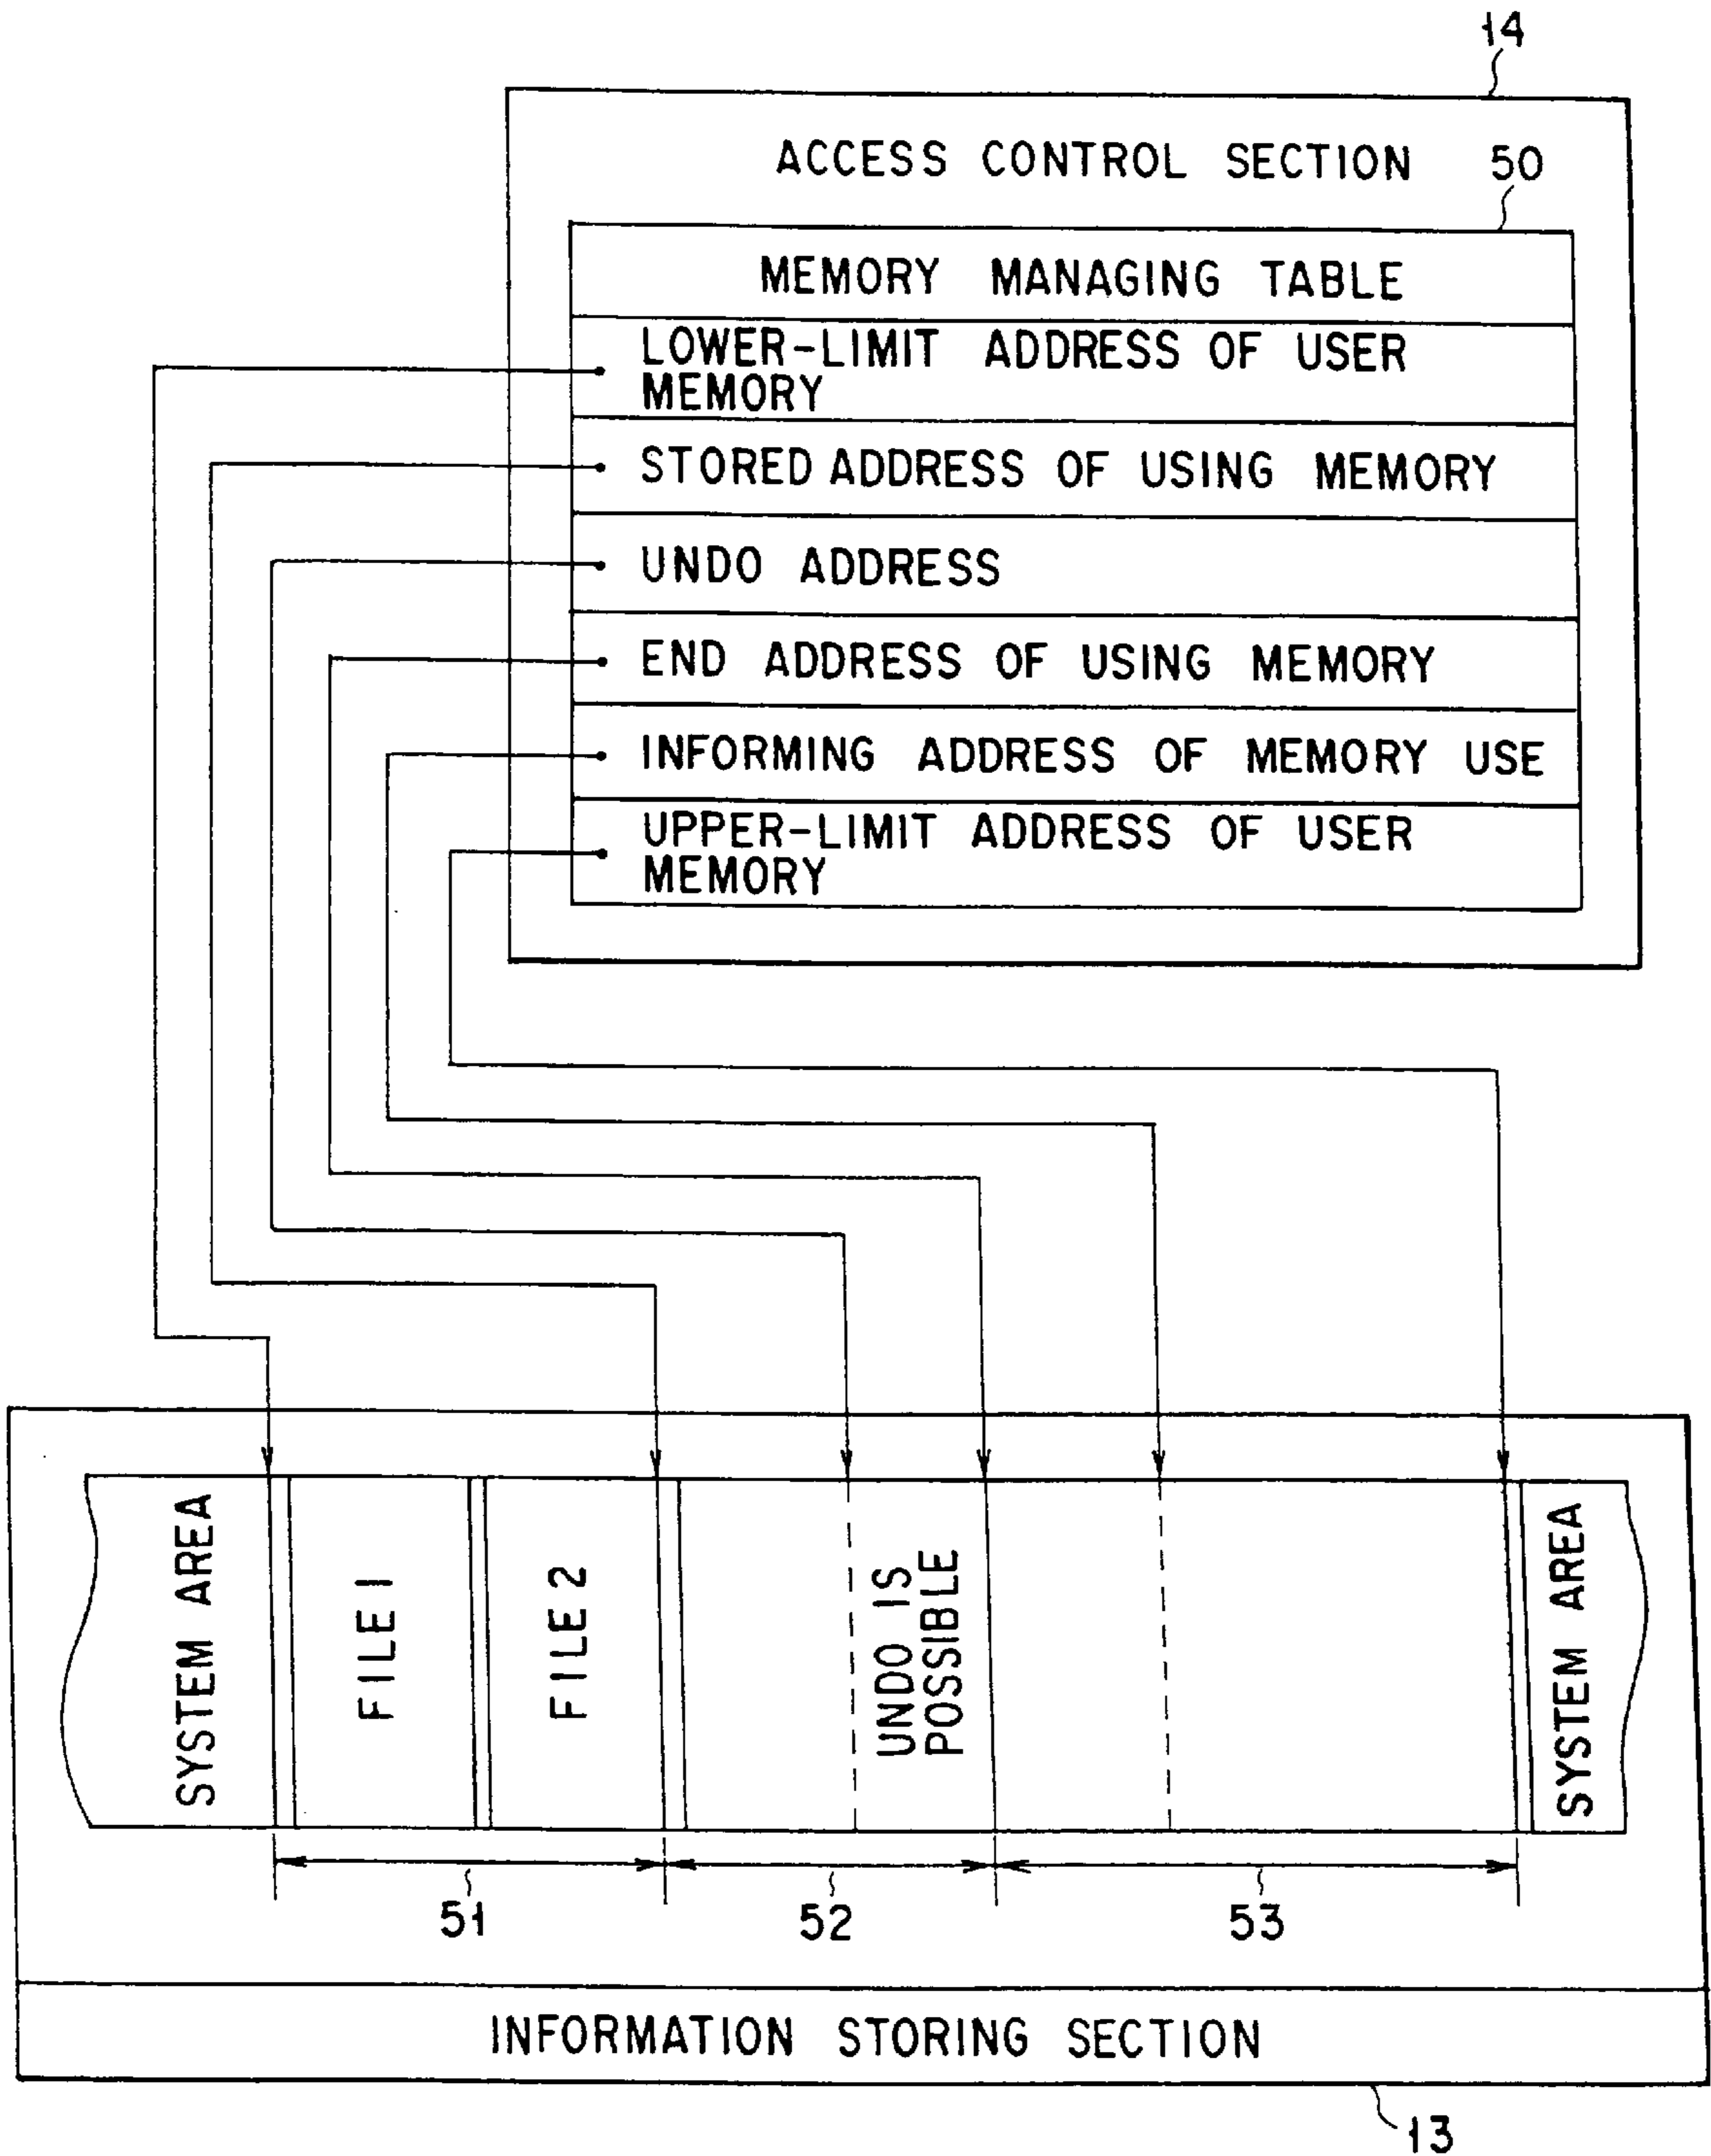 14
ACCESS CONTROL SECTION
50
MEMORY MANAGING TABLE
LOWER-LIMIT ADDRESS OF USER
MEMORY
STORED ADDRESS OF USING MEMORY
UNDO ADDRESS
END ADDRESS OF USING MEMORY
INFORMING ADDRESS OF MEMORY USE
UPPER-LIMIT ADDRESS OF USER
MEMORY
SYSTEM AREA
FILE 1
FILE 2
UNDO IS
POSSIBLE
SYSTEM AREA
51
52
53
INFORMATION STORING SECTION
13